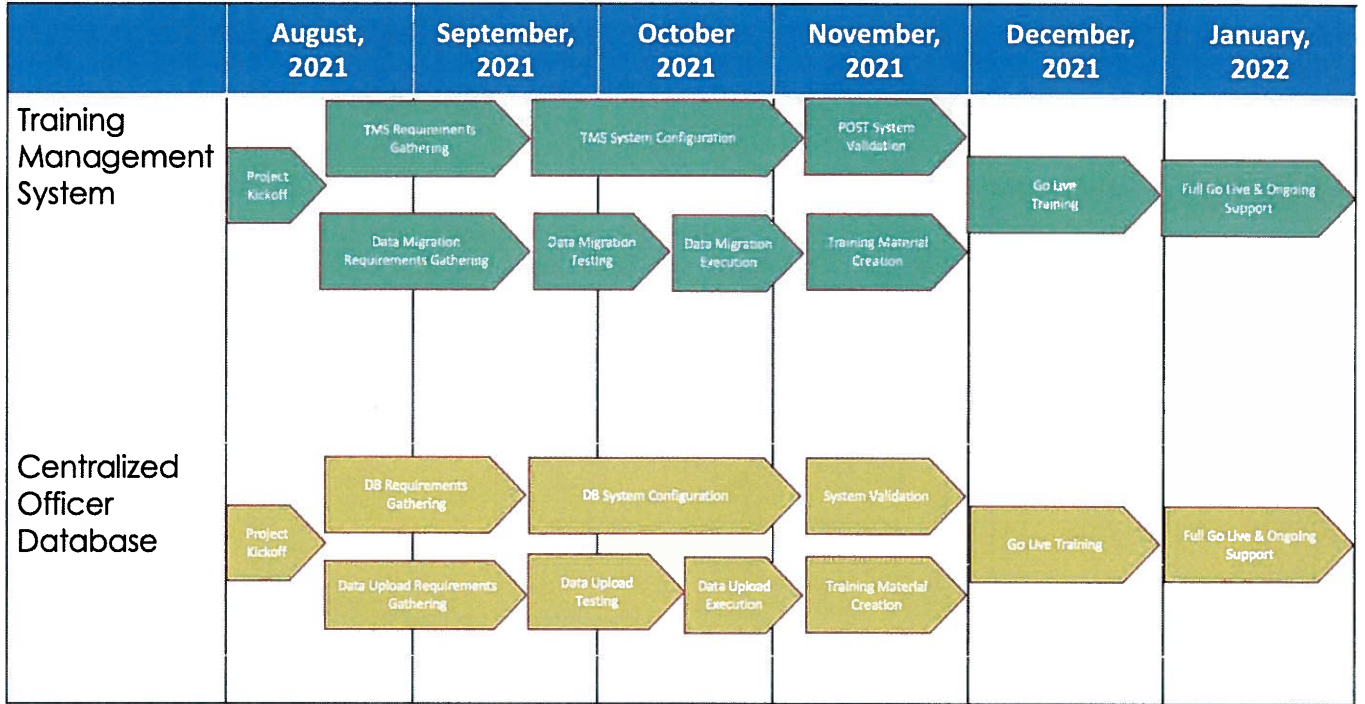 August,
2021
September,
2021
October
2021
November,
2021
December,
2021
January,
2022
Training
Management
System
Project
Kickoff
TMS Requirements
Gathering
TMS System Configuration
POST System
Validation
Data Migration
Requirements Gathering
Data Migration
Testing
Data Migration
Execution
Training Material
Creation
Go Live
Training
Full Go Live & Ongoing
Support
Centralized
Officer
Database
Project
Kickoff
DB Requirements
Gathering
DB System Configuration
System Validation
Data Upload Requirements
Gathering
Data Upload
Testing
Data Upload
Execution
Training Material
Creation
Go Live Training
Full Go Live & Ongoing
Support